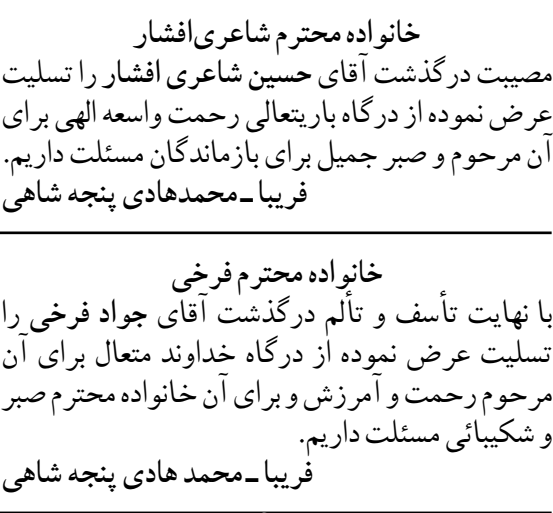 خانواده محترم شاعری‌افشار
مصیبت درگذشت آقای حسین شاعری افشار را تسلیت
عرض نموده از درگاه باریتعالی رحمت واسعه الهی برای
آن مرحوم و صبر جمیل برای بازماندگان مسئلت داریم.
فریبا ـ محمدهادی پنجه شاهی
خانواده محترم فرخی
با نهایت تأسف و تألم درگذشت آقای جواد فرخی را
تسلیت عرض نموده از درگاه خداوند متعال برای آن
مرحوم رحمت و آمرزش و برای آن خانواده محترم صبر
و شکیبائی مسئلت داریم.
فریبا ـ محمد هادی پنجه شاهی